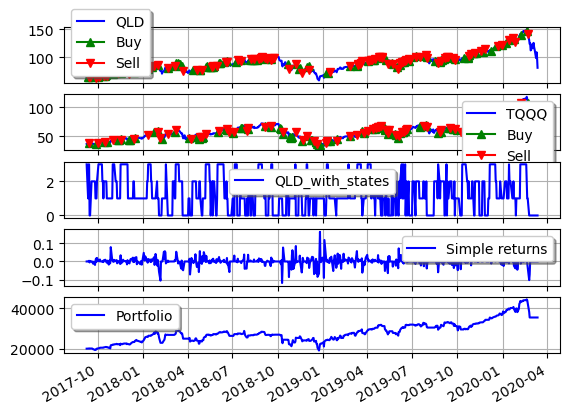 150
100
QLD
Buy
Sell
100
50
TQQQ
Buy
Sell
2
0
QLD_with_states
0.1
0.0
−0.1
Simple returns
40000
20000
Portfolio
2017-10
2018-01
2018-04
2018-07
2018-10
2019-01
2019-04
2019-07
2019-10
2020-01
2020-04